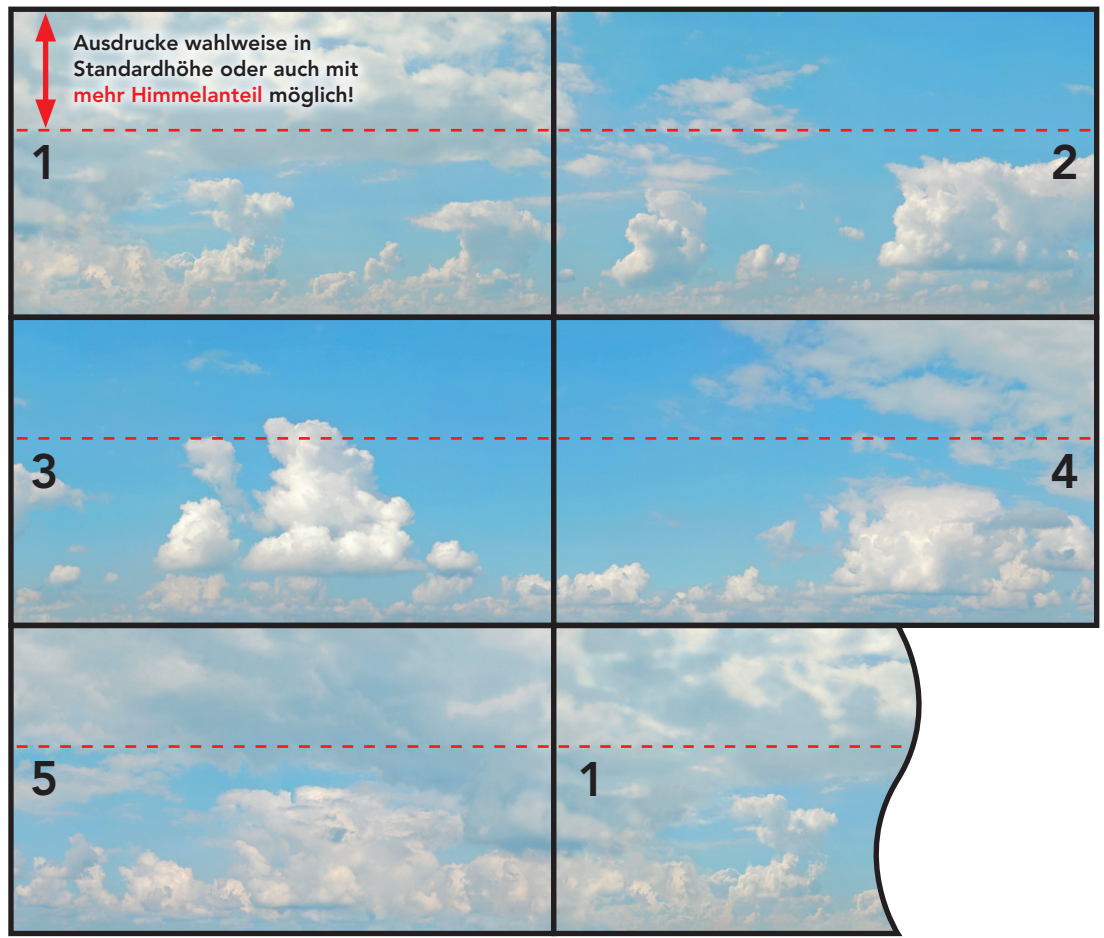 Ausdrucke wahlweise in
Standardhöhe oder auch mit
mehr Himmelanteil möglich!
1
2
3
4
5
1